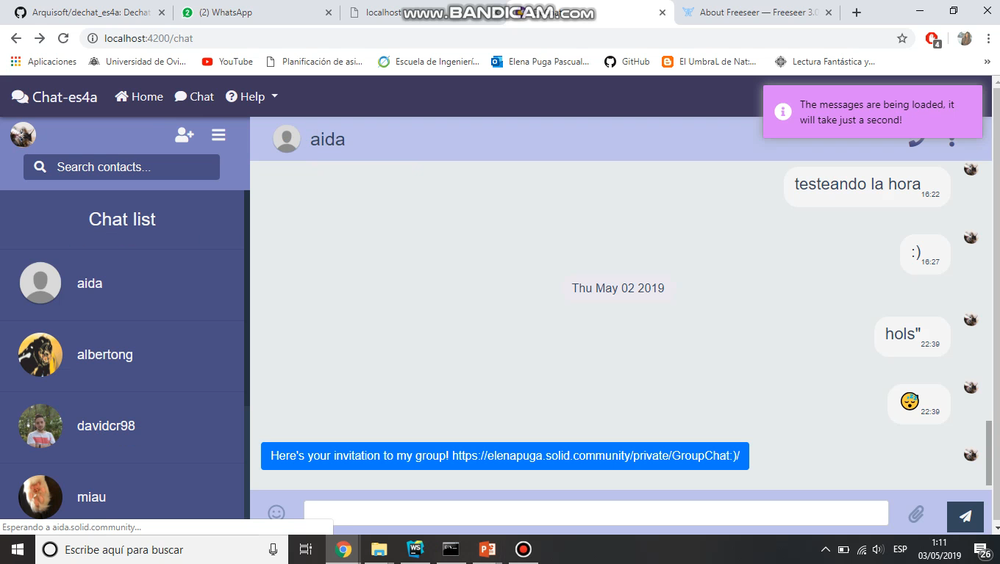 Arquisoft/dechat_es4a: Dechat
(2) WhatsApp
localhost
www.BANDICAM.com
About Freeseer — Freeseer 3.0
localhost:4200/chat
4
Aplicaciones
Universidad de Ovi...
YouTube
Planificación de asi...
Escuela de Ingenierí...
Elena Puga Pascual...
GitHub
El UmbraL de Nat:...
Lectura Fantástica y...
»
Chat-es4a
Home
Chat
Help
The messages are being loaded, it
will take just a second!
Search contacts...
aida
Chat list
aida
albertong
davidcr98
miau
testeando la hora
16:22
:)
16:27
Thu May 02 2019
hols"
22:39
22:39
Here's your invitation to my group! https://elenapuga.solid.community/private/GroupChat:)/
Esperando a aida.solid.community...
Escribe aquí para buscar
ESP
1:11
03/05/2019
26